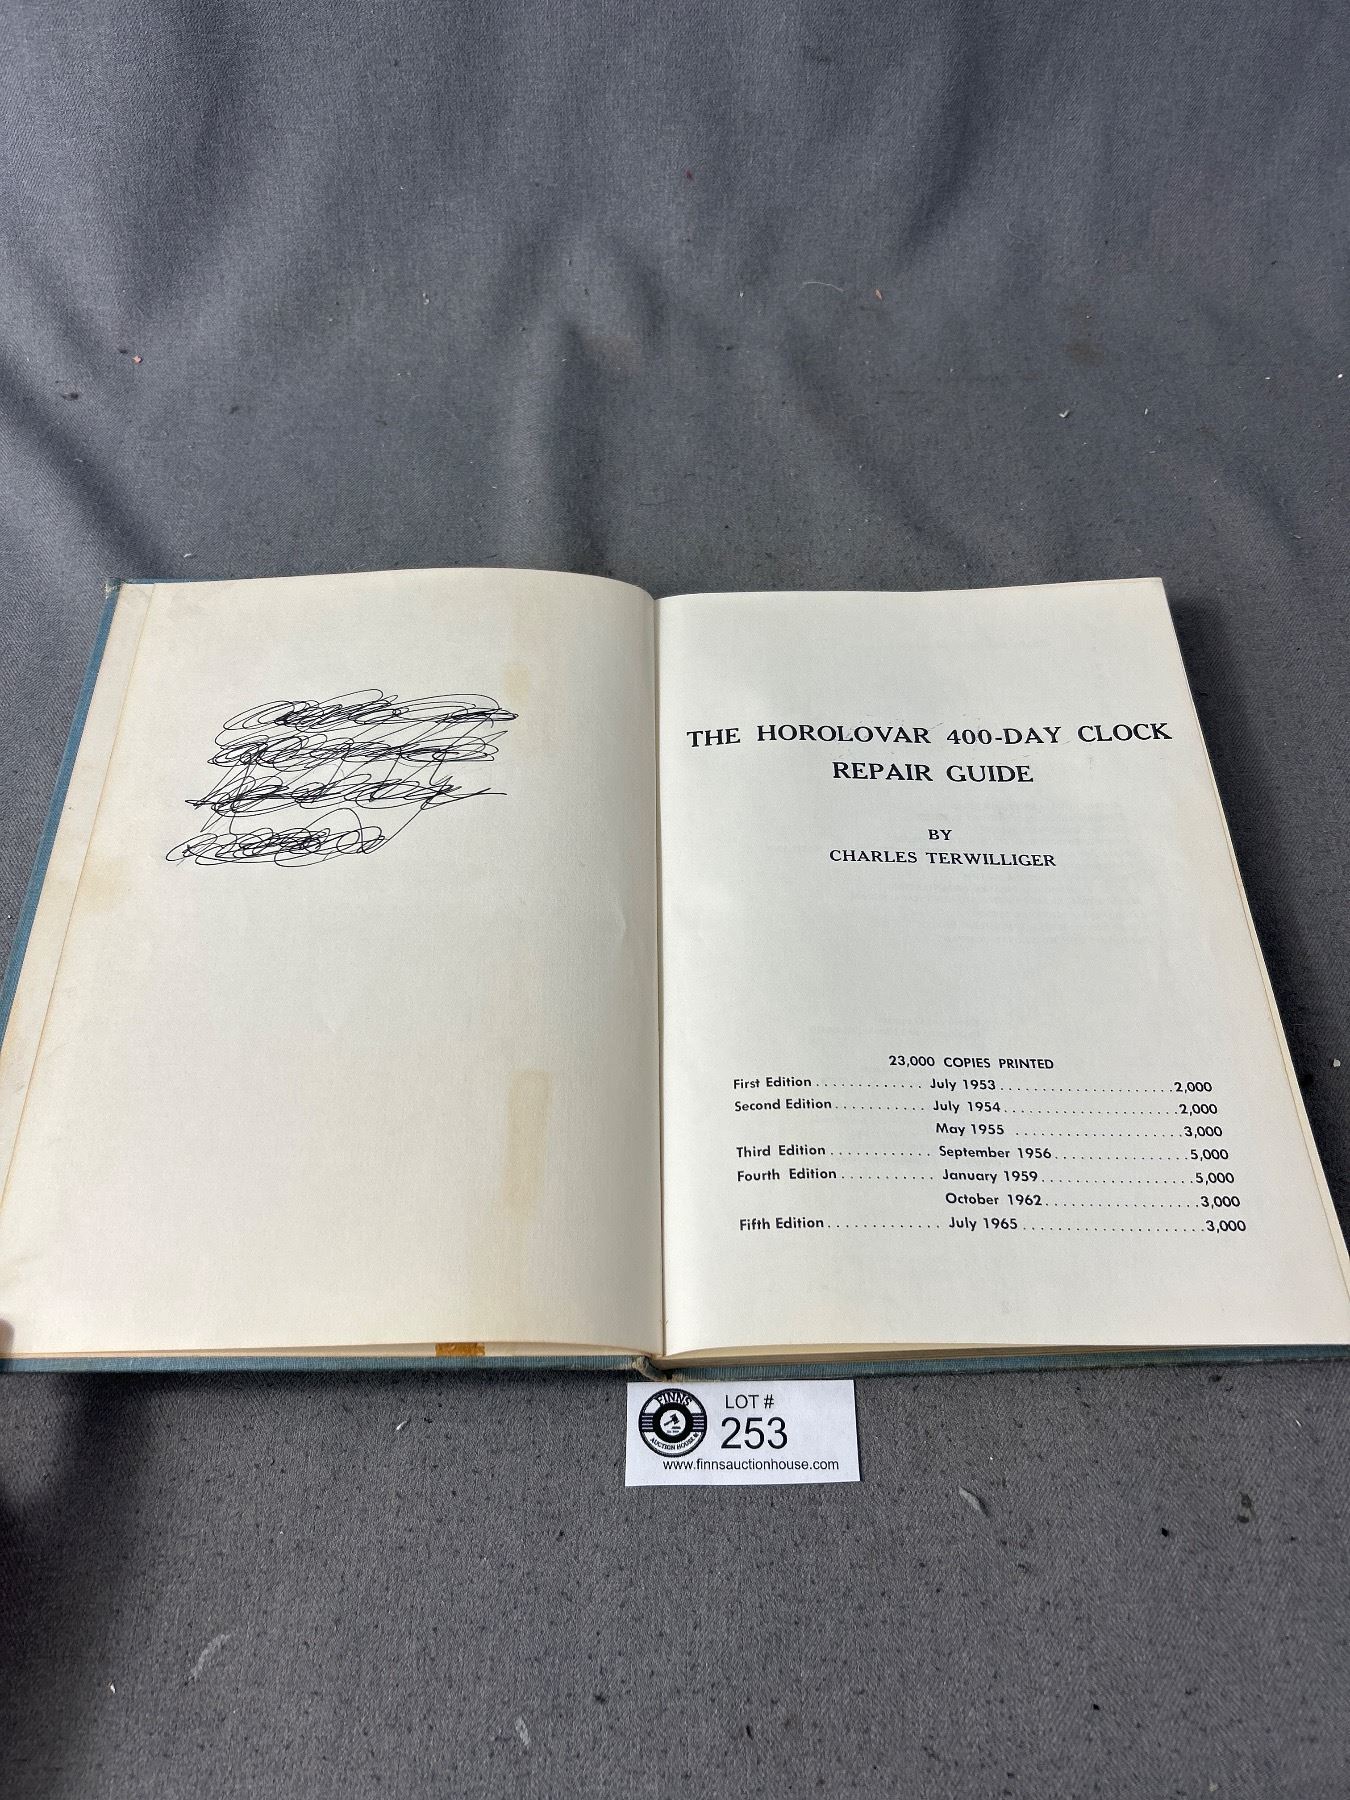 THE HOROLOVAR 400-DAY CLOCK
REPAIR GUIDE
BY
CHARLES TERWILLIGER
23,000 COPIES PRINTED
First Edition ............. July 1953 ...................... 2,000
Second Edition ........... July 1954 .................... 2,000
May 1955 ................... 3,000
Third Edition ............ September 1956 ................ 5,000
Fourth Edition ........... January 1959 .................. 5,000
October 1962 .................. 3,000
Fifth Edition ............. July 1965 ..................... 3,000
FINNS
AUCTION HOUSE
LOT #
253
www.finnsauctionhouse.com